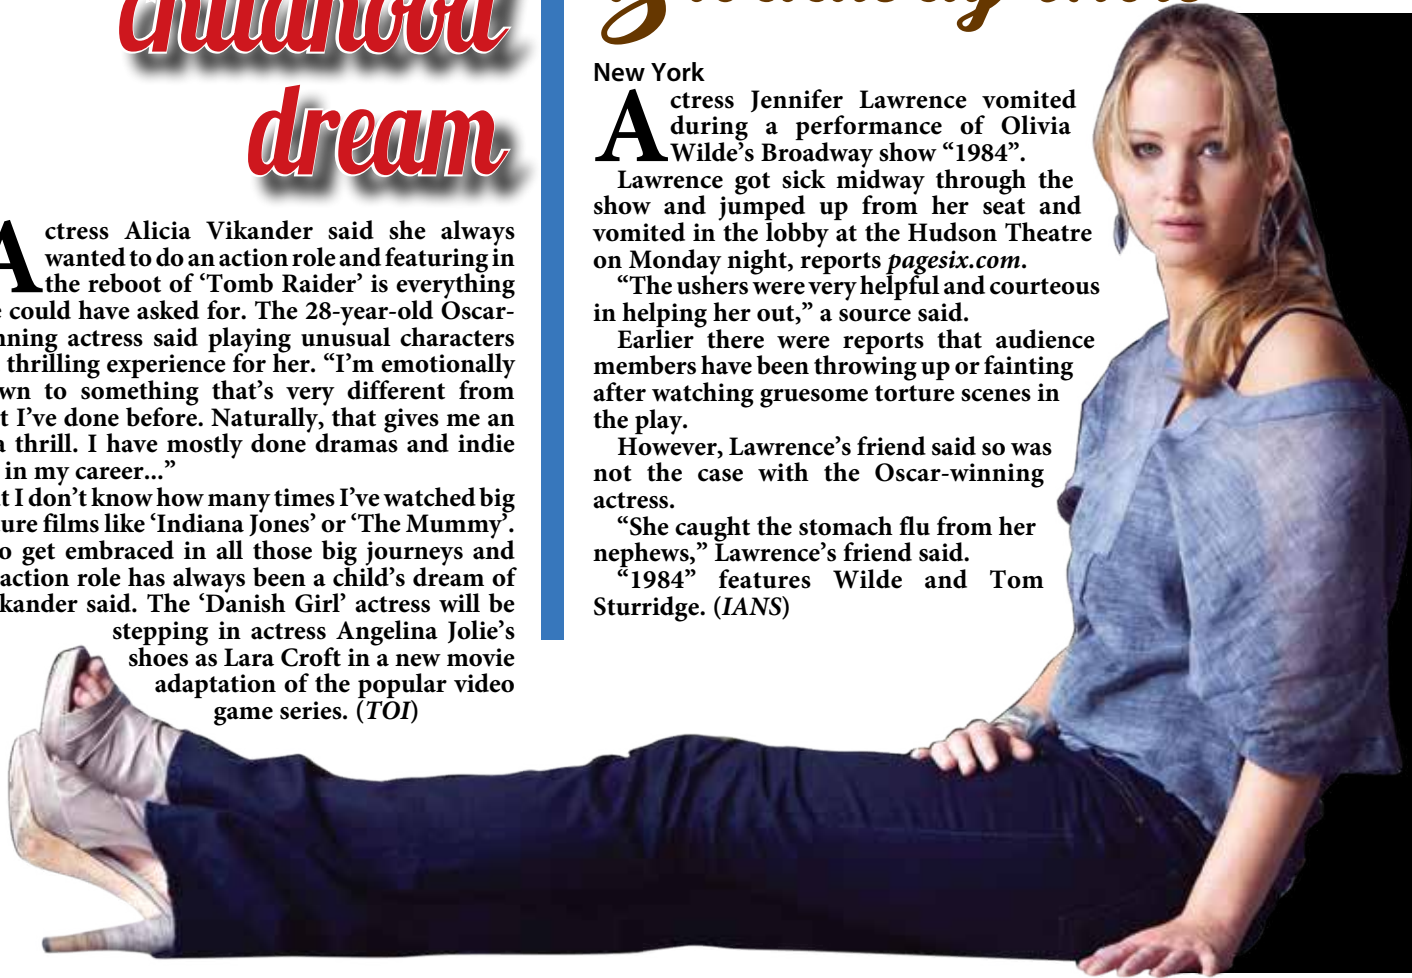 childhood
dream
Actress Alicia Vikander said she always
wanted to do an action role and featuring in
the reboot of ‘Tomb Raider’ is everything
could have asked for. The 28-year-old Oscar-
actress said playing unusual characters
thrilling experience for her. “I’m emotionally
to something that’s very different from
I’ve done before. Naturally, that gives me an
thrill. I have mostly done dramas and indie
in my career...”
I don’t know how many times I’ve watched big
films like ‘Indiana Jones’ or ‘The Mummy’.
get embraced in all those big journeys and
action role has always been a child’s dream of
said. The ‘Danish Girl’ actress will be
stepping in actress Angelina Jolie’s
shoes as Lara Croft in a new movie
adaptation of the popular video
game series. (TOI)
New York
Actress Jennifer Lawrence vomited
during a performance of Olivia
Wilde’s Broadway show “1984”.
Lawrence got sick midway through the
show and jumped up from her seat and
vomited in the lobby at the Hudson Theatre
on Monday night, reports pagesix.com.
“The ushers were very helpful and courteous
in helping her out,” a source said.
Earlier there were reports that audience
members have been throwing up or fainting
after watching gruesome torture scenes in
the play.
However, Lawrence’s friend said so was
not the case with the Oscar-winning
actress.
“She caught the stomach flu from her
nephews,” Lawrence’s friend said.
“1984” features Wilde and Tom
Sturridge. (IANS)